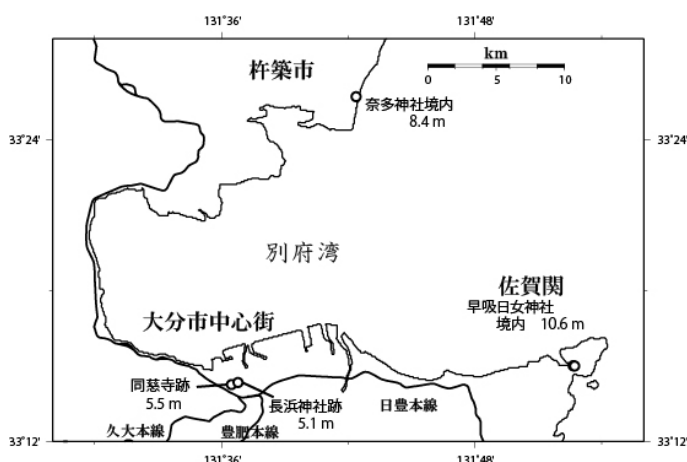 131°36'
131°48'
杵築市
km
0 5 10
奈多神社境内
8.4 m
33°24'
33°24'
別府湾
佐賀関
早吸日女神社
境内 10.6 m
大分市中心街
同慈寺跡
5.5 m
長浜神社跡
5.1 m
日豊本線
久大本線
豊肥本線
33°12'
33°12'
131°36'
131°48'